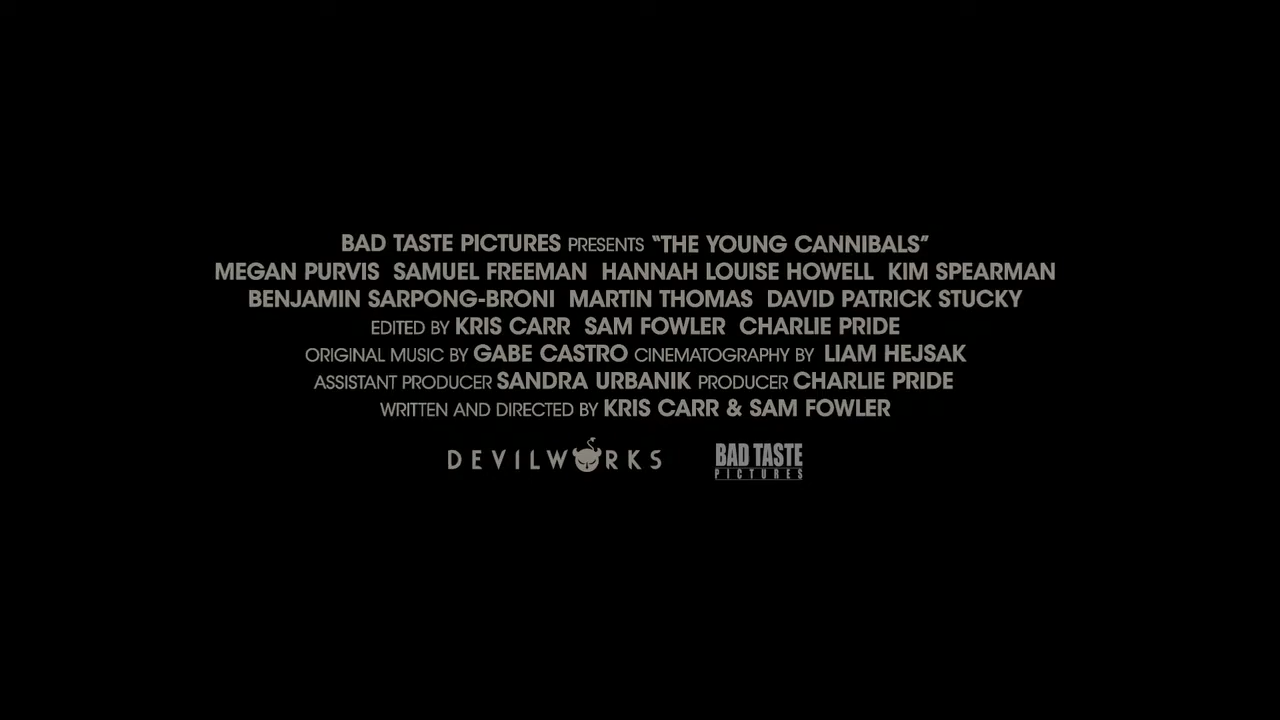 BAD TASTE PICTURES PRESENTS “THE YOUNG CANNIBALS”
MEGAN PURVIS SAMUEL FREEMAN HANNAH LOUISE HOWELL KIM SPEARMAN
BENJAMIN SARPONG-BRONI MARTIN THOMAS DAVID PATRICK STUCKY
EDITED BY KRIS CARR SAM FOWLER CHARLIE PRIDE
ORIGINAL MUSIC BY GABE CASTRO CINEMATOGRAPHY BY LIAM HEJSAK
ASSISTANT PRODUCER SANDRA URBANIK PRODUCER CHARLIE PRIDE
WRITTEN AND DIRECTED BY KRIS CARR & SAM FOWLER
DEVILWORKS BAD TASTE
PICTURES